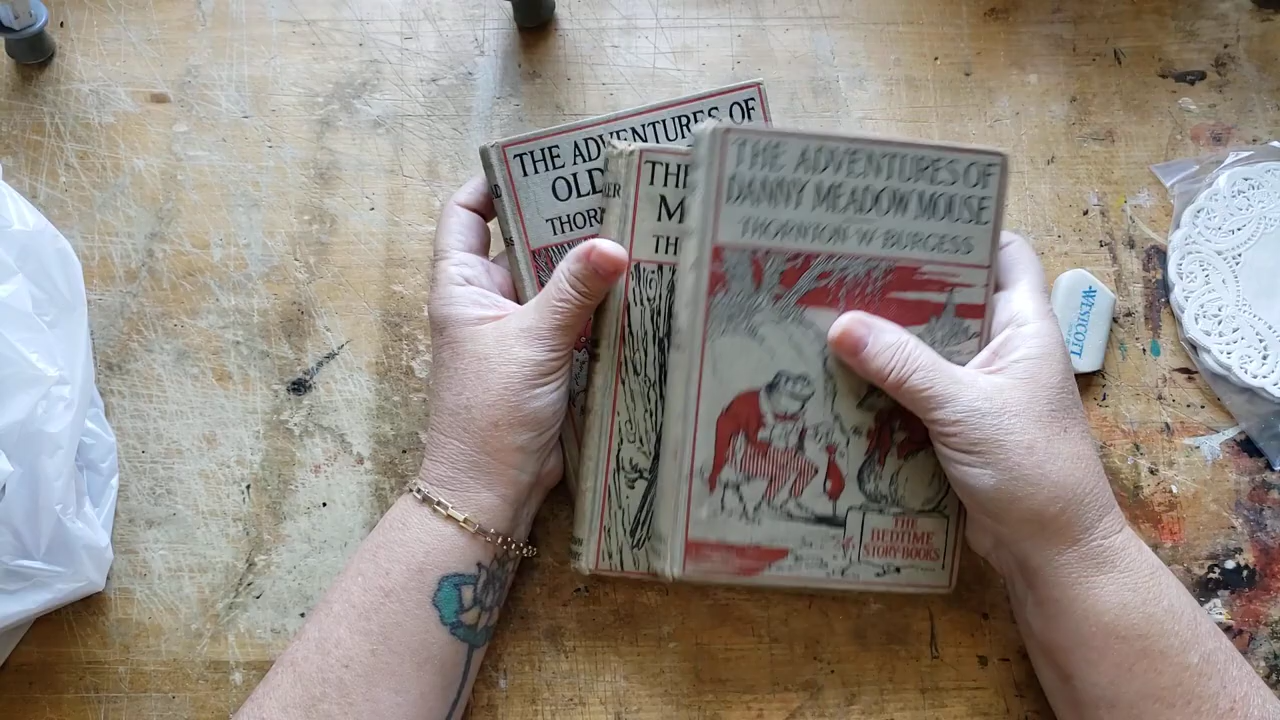 THE ADVENTURES OF
OLD
THOR
THE
M
TH
THE ADVENTURES OF
DANNY MEADOW MOUSE
THORNTON·W·BURGESS
THE
BEDTIME
STORY-BOOKS
WESTCOTT